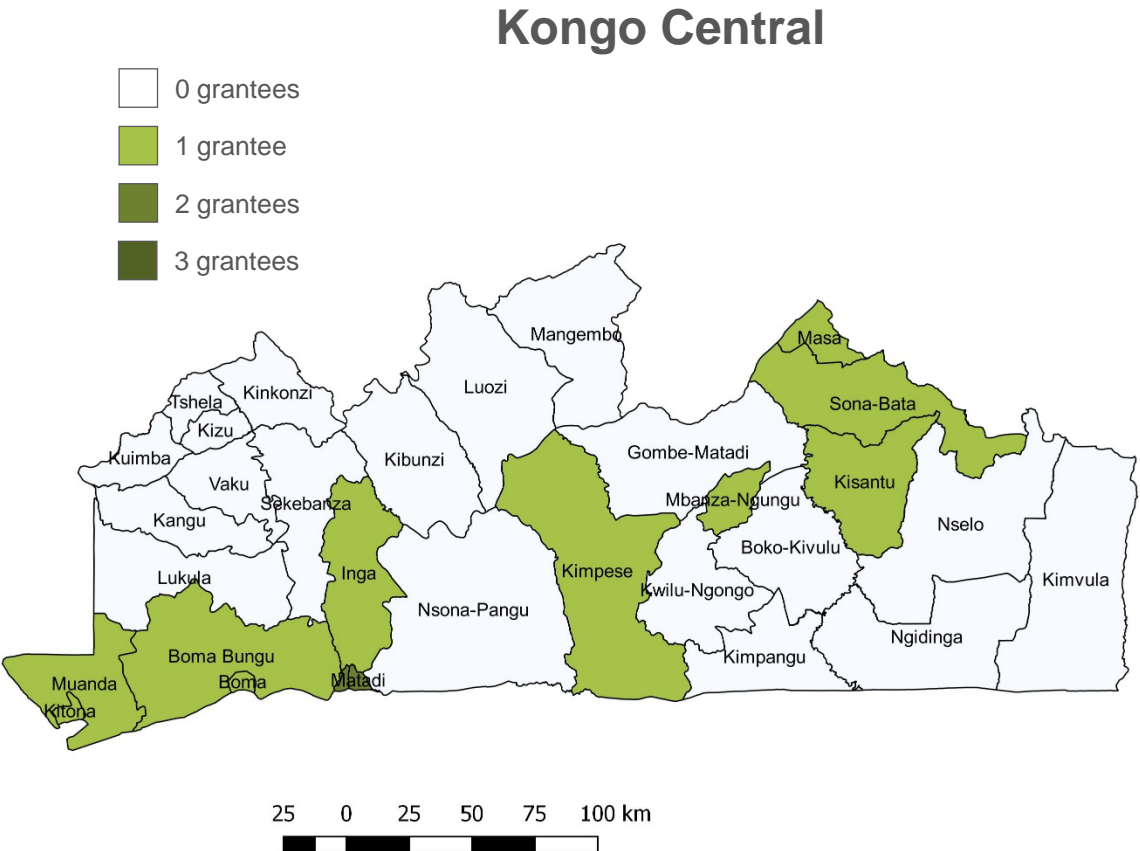 Kongo Central
0 grantees
1 grantee
2 grantees
3 grantees
Mangembo
Masa
Luozi
Kinkonzi
Tshela
Sona-Bata
Kizu
Gombe-Matadi
Kuimba
Kibunzi
Vaku
Kisantu
Mbanza-Ngungu
Sekebanza
Kangu
Nselo
Boko-Kivulu
Inga
Kimpese
Lukula
Kimvula
Kwilu-Ngongo
Nsona-Pangu
Ngidinga
Boma Bungu
Kimpangu
Muanda
Boma
Matadi
Kitona
25 0 25 50 75 100 km